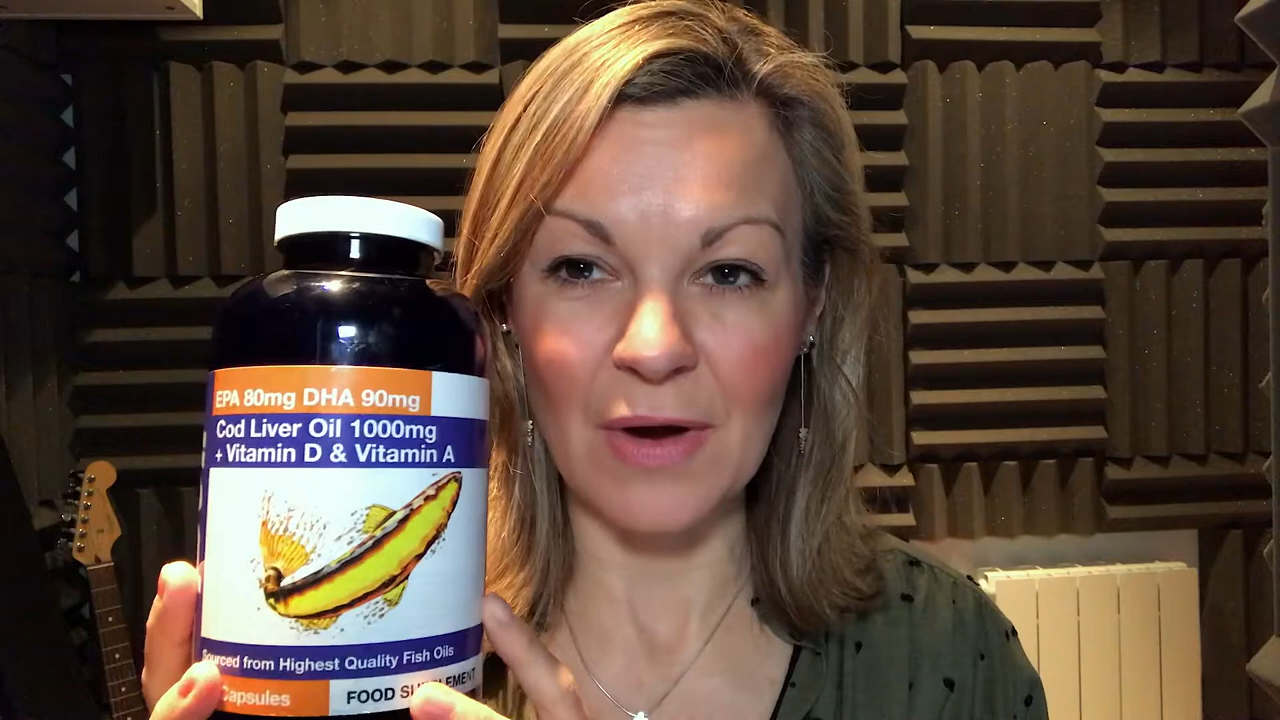 EPA 80mg DHA 90mg
Cod Liver Oil 1000mg
+ Vitamin D & Vitamin A
Sourced from Highest Quality Fish Oils
Capsules
FOOD SUPPLEMENT